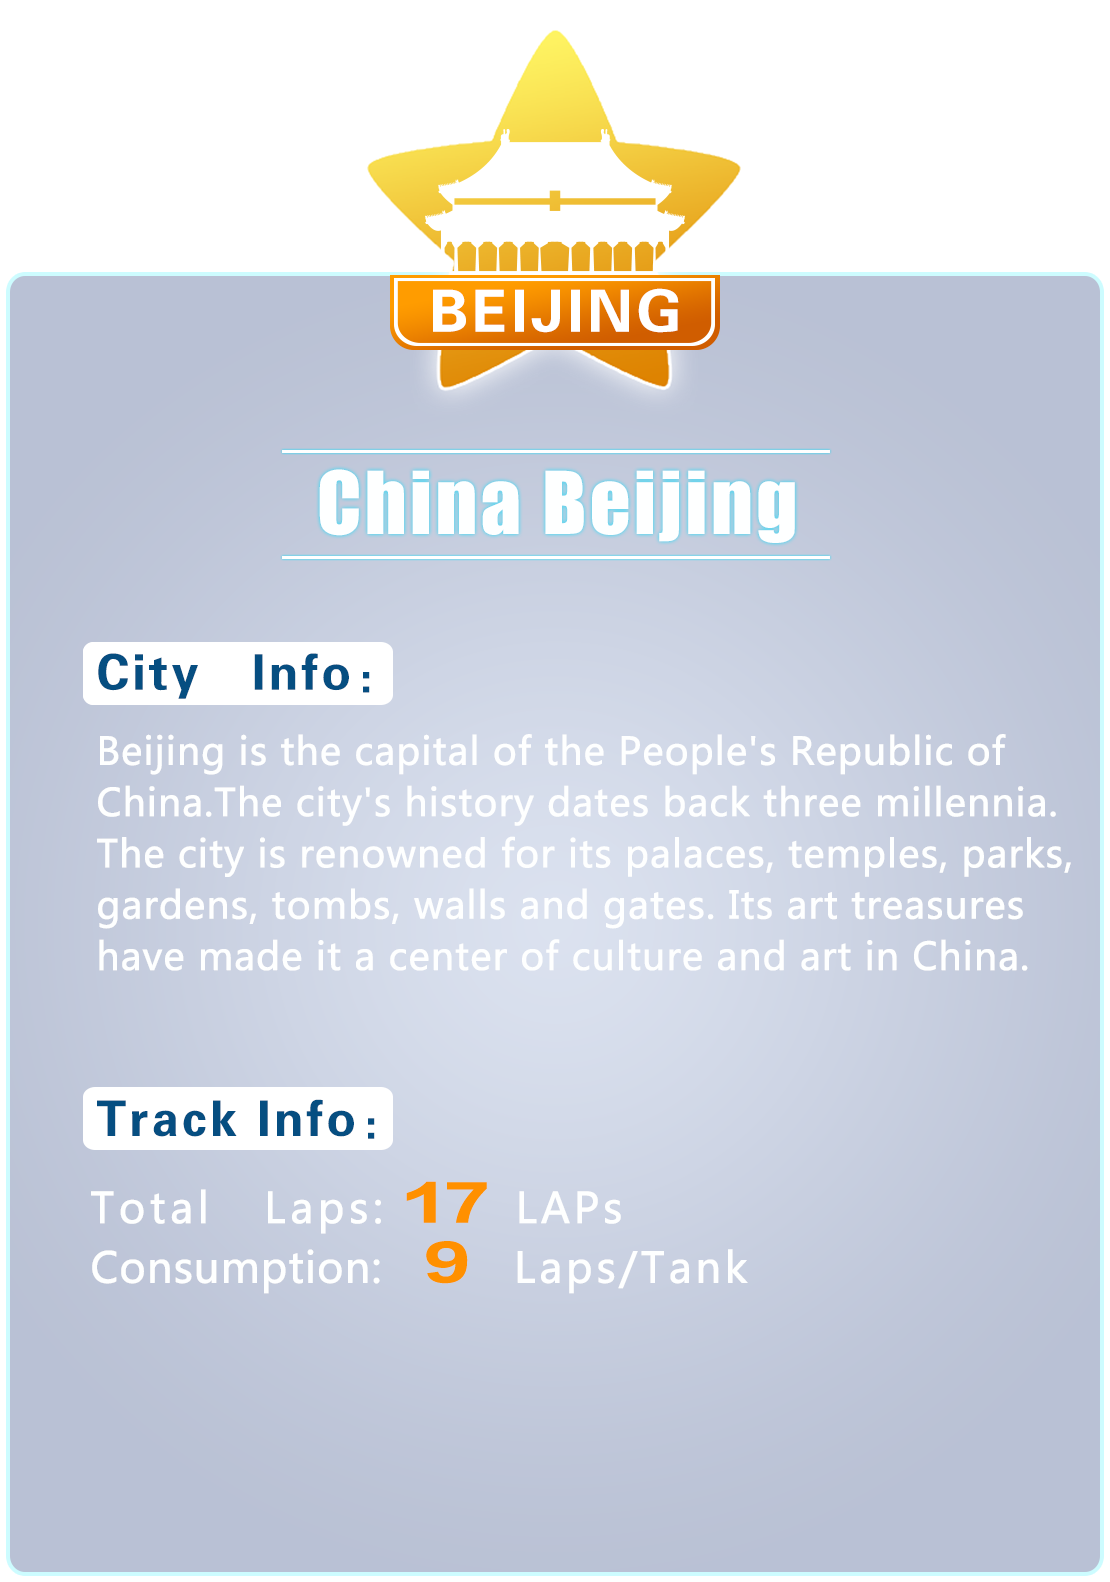 BEIJING
China Beijing
City Info:
Beijing is the capital of the People's Republic of
China.The city's history dates back three millennia.
The city is renowned for its palaces, temples, parks,
gardens, tombs, walls and gates. Its art treasures
have made it a center of culture and art in China.
Track Info:
Total Laps: 17 LAPs
Consumption: 9 Laps/Tank